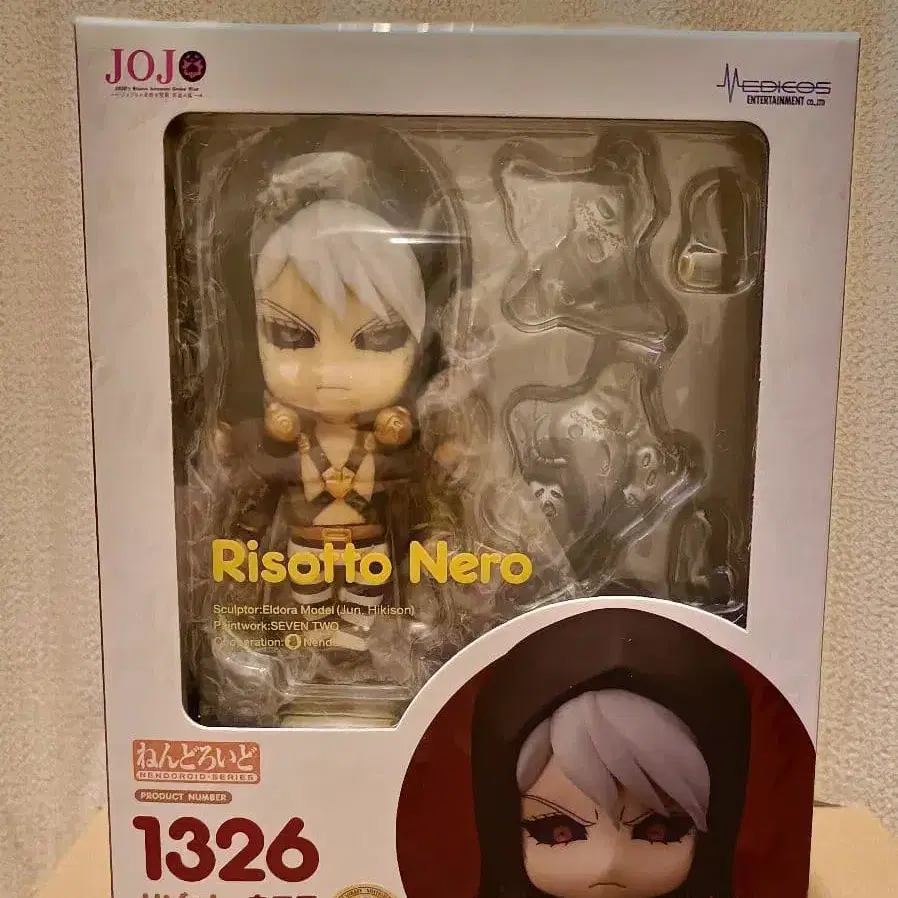 JOJO
MEDICOS
ENTERTAINMENT CO.,LTD
Risotto Nero
Sculptor:Eldora Model (Jun, Hikison)
Paintwork:SEVEN TWO
Nend
ねんどろいど
NENDOROID·SERIES
PRODUCT NUMBER
1326